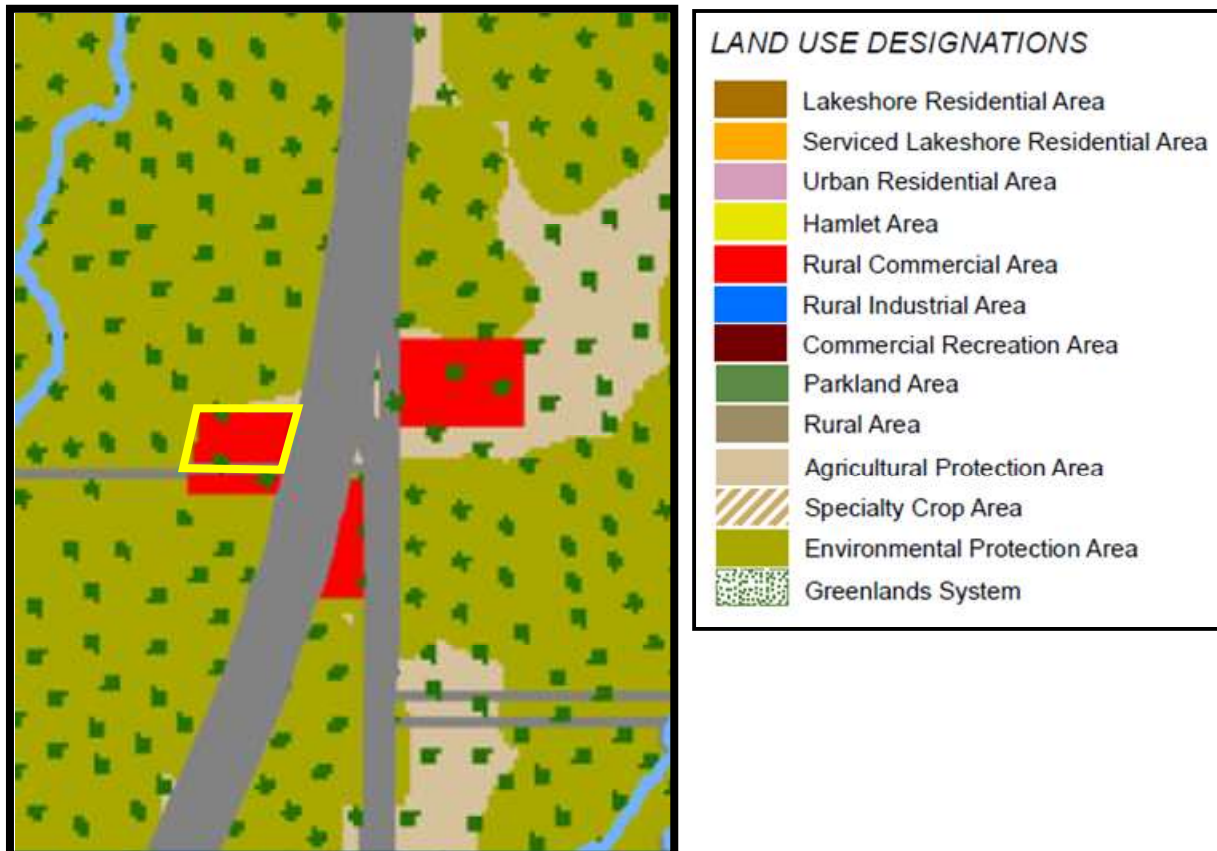 LAND USE DESIGNATIONS
Lakeshore Residential Area
Serviced Lakeshore Residential Area
Urban Residential Area
Hamlet Area
Rural Commercial Area
Rural Industrial Area
Commercial Recreation Area
Parkland Area
Rural Area
Agricultural Protection Area
Specialty Crop Area
Environmental Protection Area
Greenlands System